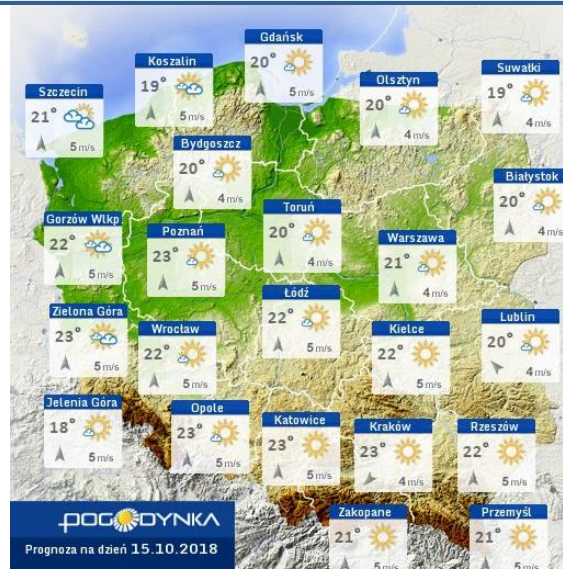 Gdańsk
20°
5 m/s
Koszalin
19°
5 m/s
Suwałki
19°
5 m/s
Olsztyn
20°
4 m/s
Szczecin
21°
5 m/s
Bydgoszcz
20°
4 m/s
Białystok
20°
4 m/s
Toruń
20°
4 m/s
Gorzów Wlkp
22°
5 m/s
Poznań
23°
5 m/s
Warszawa
21°
4 m/s
Łódź
22°
5 m/s
Zielona Góra
23°
5 m/s
Lublin
20°
4 m/s
Wrocław
22°
5 m/s
Kielce
22°
5 m/s
Jelenia Góra
18°
5 m/s
Opole
23°
5 m/s
Katowice
23°
5 m/s
Kraków
23°
4 m/s
Rzeszów
22°
5 m/s
Zakopane
21°
5 m/s
Przemyśl
21°
5 m/s
POGODYNKA
Prognoza na dzień 15.10.2018